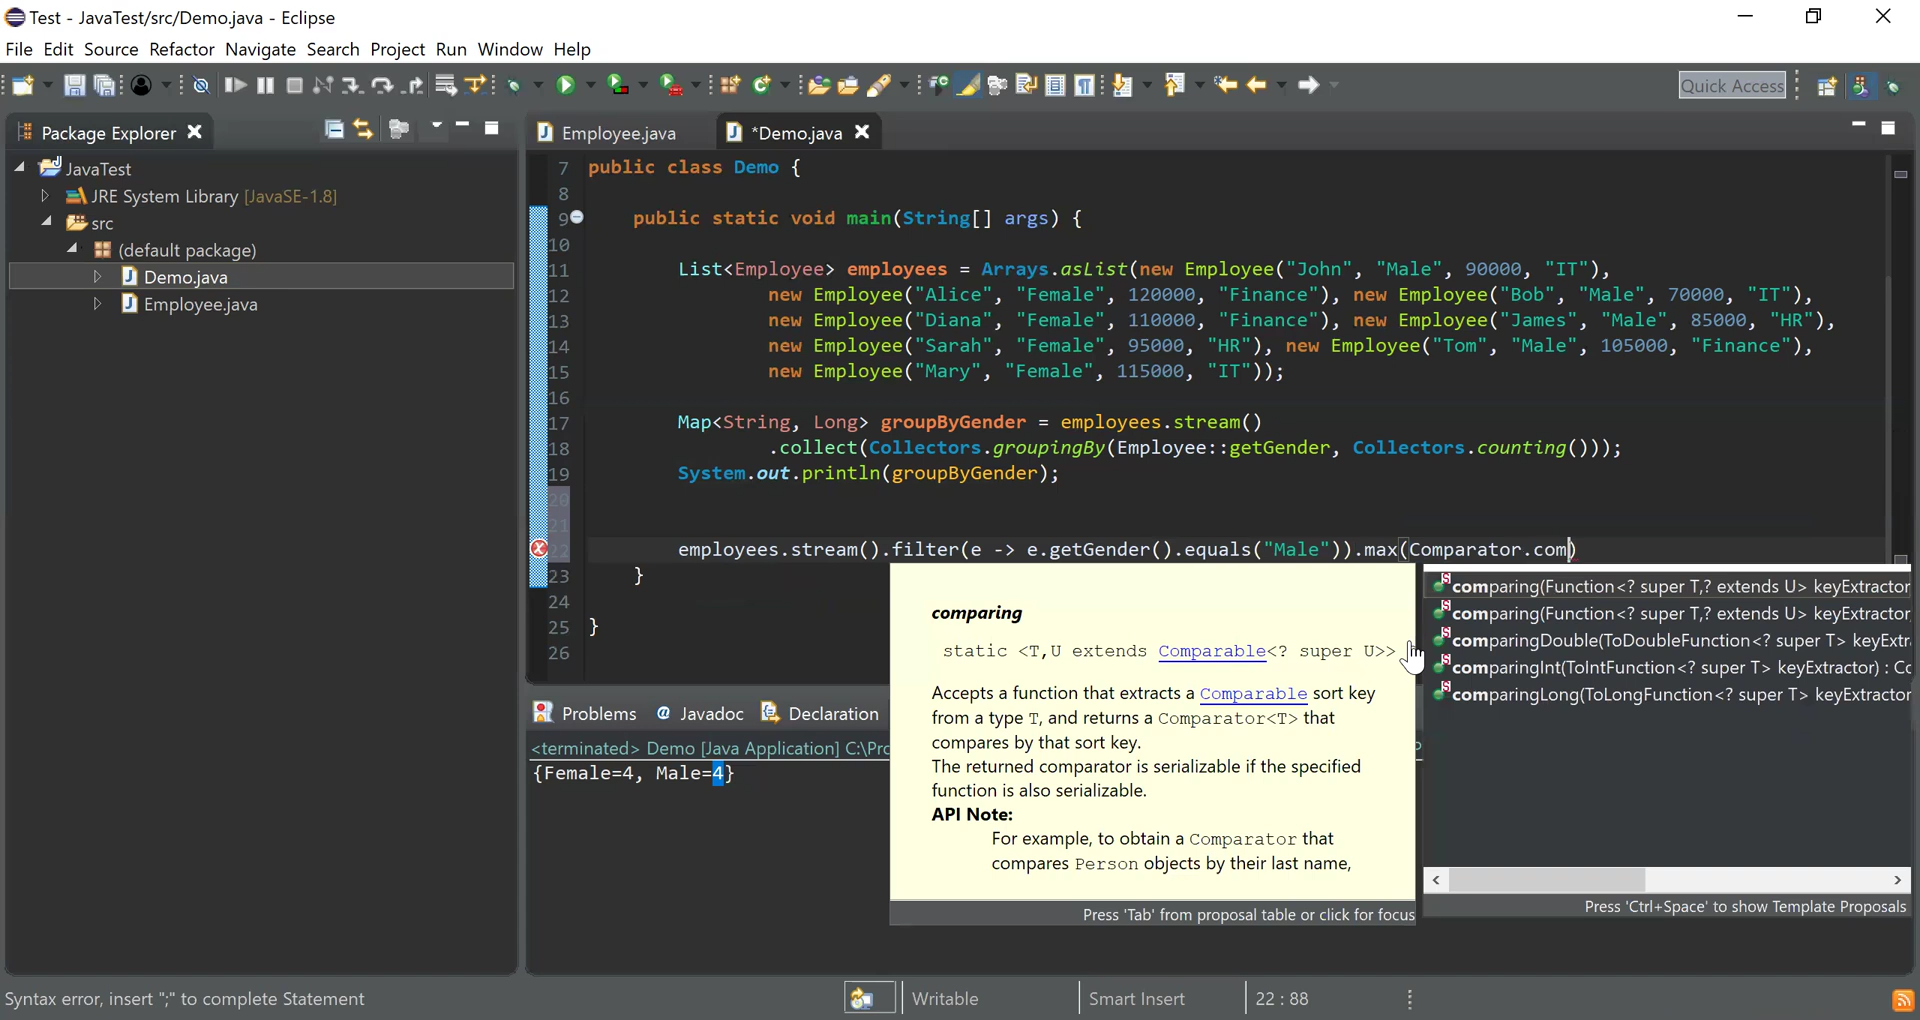 Test - JavaTest/src/Demo.java - Eclipse
File Edit Source Refactor Navigate Search Project Run Window Help
Quick Access
Package Explorer
Employee.java
*Demo.java
JavaTest
JRE System Library [JavaSE-1.8]
src
(default package)
Demo.java
Employee.java
7 public class Demo {
8
9 public static void main(String[] args) {
10
11 List<Employee> employees = Arrays.asList(new Employee("John", "Male", 90000, "IT"),
12 new Employee("Alice", "Female", 120000, "Finance"), new Employee("Bob", "Male", 70000, "IT"),
13 new Employee("Diana", "Female", 110000, "Finance"), new Employee("James", "Male", 85000, "HR"),
14 new Employee("Sarah", "Female", 95000, "HR"), new Employee("Tom", "Male", 105000, "Finance"),
15 new Employee("Mary", "Female", 115000, "IT"));
16
17 Map<String, Long> groupByGender = employees.stream()
18 .collect(Collectors.groupingBy(Employee::getGender, Collectors.counting()));
19 System.out.println(groupByGender);
20
21
22 employees.stream().filter(e -> e.getGender().equals("Male")).max(Comparator.com)
23 }
24
25 }
26
comparing
static <T,U extends Comparable<? super U>>
Accepts a function that extracts a Comparable sort key
from a type T, and returns a Comparator<T> that
compares by that sort key.
The returned comparator is serializable if the specified
function is also serializable.
API Note:
For example, to obtain a Comparator that
compares Person objects by their last name,
Press 'Tab' from proposal table or click for focus
comparing(Function<? super T,? extends U> keyExtractor
comparing(Function<? super T,? extends U> keyExtractor,
comparingDouble(ToDoubleFunction<? super T> keyExtr
comparingInt(ToIntFunction<? super T> keyExtractor) : Co
comparingLong(ToLongFunction<? super T> keyExtractor
Press 'Ctrl+Space' to show Template Proposals
Problems @ Javadoc Declaration
<terminated> Demo [Java Application] C:\Pro
{Female=4, Male=4}
Syntax error, insert ";" to complete Statement
Writable
Smart Insert
22 : 88